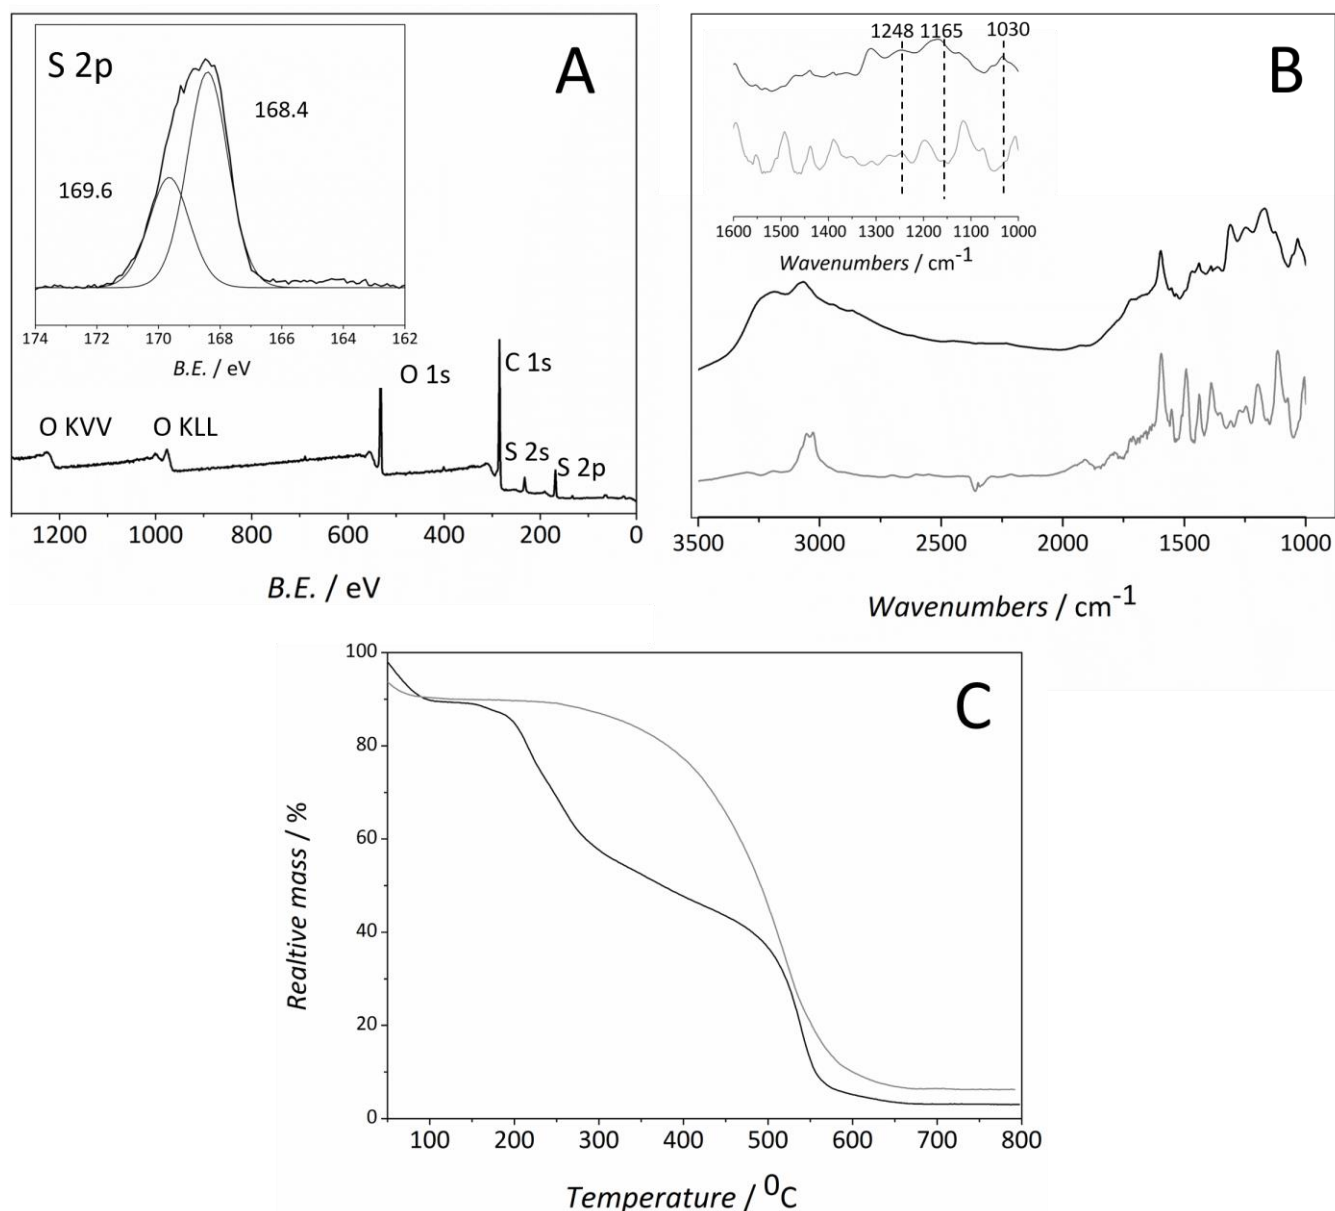 S 2p
A
168.4
169.6
174 172 170 168 166 164 162
B.E. / eV
O 1s
C 1s
O KVV
O KLL
S 2s
S 2p
1200 1000 800 600 400 200 0
B.E. / eV
1248 1165 1030
B
1600 1500 1400 1300 1200 1100 1000
Wavenumbers / cm-1
3500 3000 2500 2000 1500 1000
Wavenumbers / cm-1
C
100
80
60
40
20
0
Realtive mass / %
100 200 300 400 500 600 700 800
Temperature / 0C